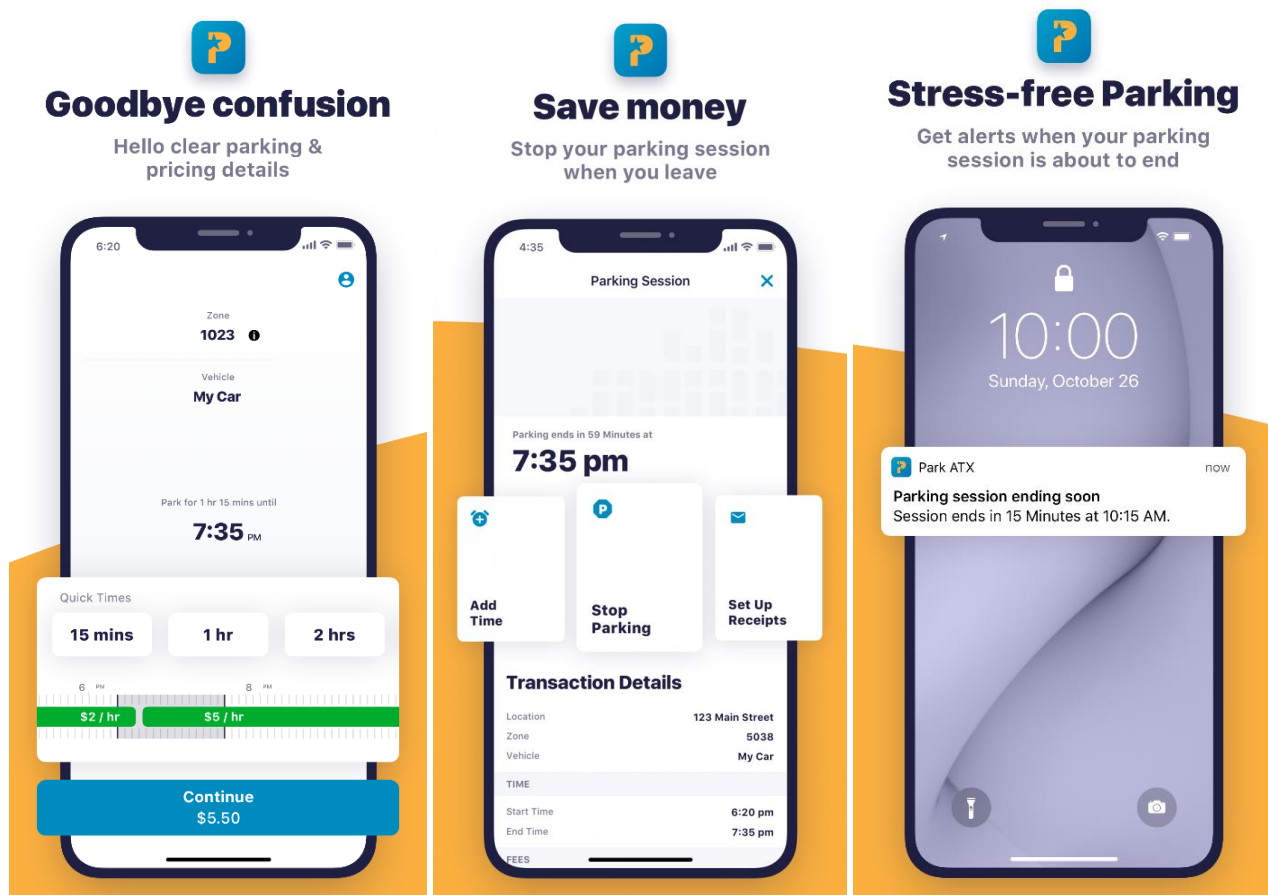 Goodbye confusion
Hello clear parking &
pricing details
6:20
Zone
1023
Vehicle
My Car
Park for 1 hr 15 mins until
7:35 PM
Quick Times
15 mins 1 hr 2 hrs
6 PM 8 PM
$2 / hr $5 / hr
Continue
$5.50
Save money
Stop your parking session
when you leave
4:35
Parking Session
Parking ends in 59 Minutes at
7:35 pm
Add
Time
Stop
Parking
Set Up
Receipts
Transaction Details
Location 123 Main Street
Zone 5038
Vehicle My Car
TIME
Start Time 6:20 pm
End Time 7:35 pm
FEES
Stress-free Parking
Get alerts when your parking
session is about to end
10:00
Sunday, October 26
Park ATX now
Parking session ending soon
Session ends in 15 Minutes at 10:15 AM.